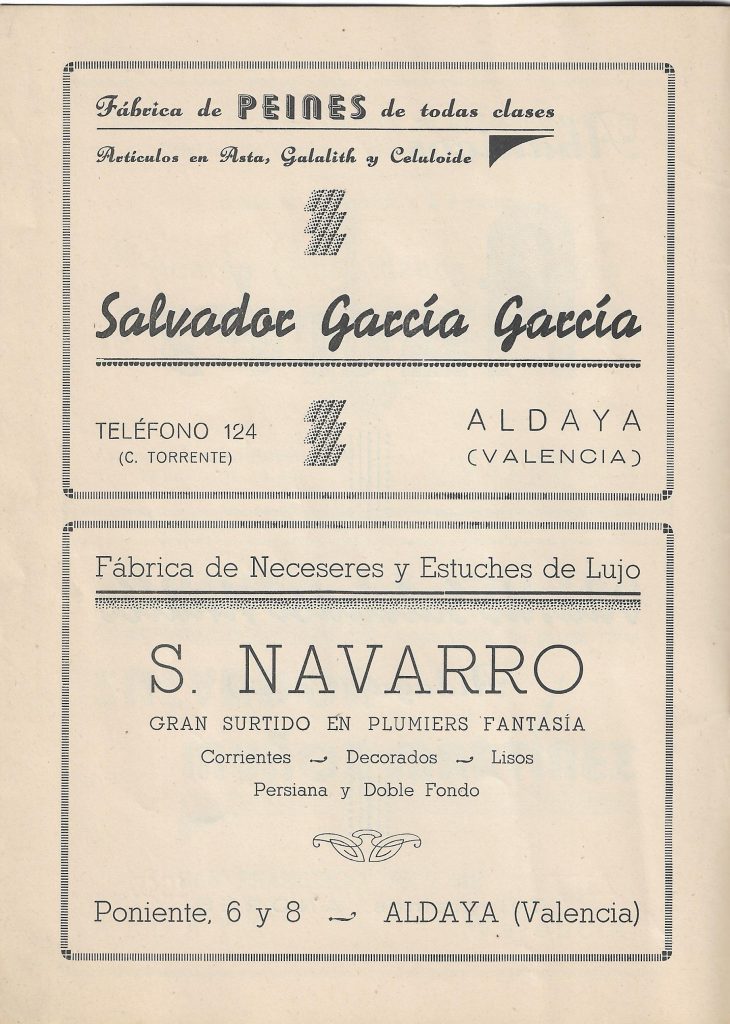 Fábrica de PEINES de todas clases
Artículos en Asta, Galalith y Celuloide
Salvador García García
TELÉFONO 124
(C. TORRENTE)
ALDAYA
(VALENCIA)
Fábrica de Neceseres y Estuches de Lujo
S. NAVARRO
GRAN SURTIDO EN PLUMIERS FANTASÍA
Corrientes - Decorados - Lisos
Persiana y Doble Fondo
Poniente, 6 y 8 - ALDAYA (Valencia)